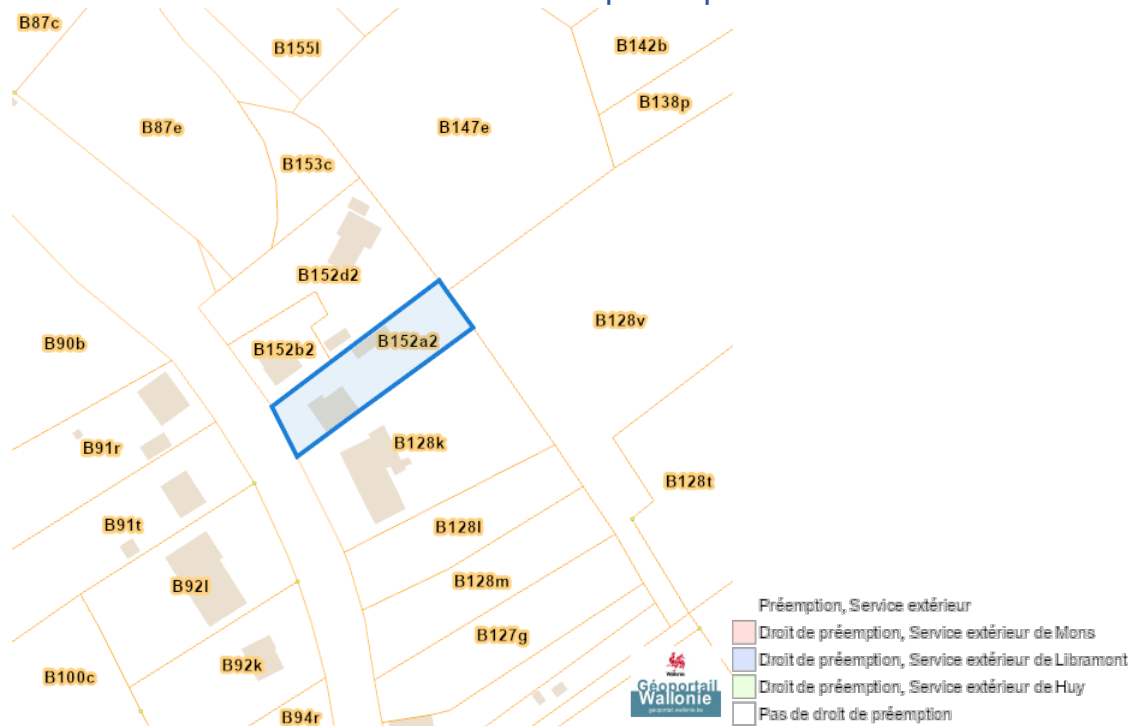 B87c
B155l
B142b
B138p
B87e
B147e
B153c
B152d2
B128v
B90b
B152b2
B152a2
B91r
B128k
B128t
B91t
B128l
B92l
B128m
B127g
B100c
B92k
B94r
Préemption, Service extérieur
Droit de préemption, Service extérieur de Mons
Droit de préemption, Service extérieur de Libramont
Droit de préemption, Service extérieur de Huy
Pas de droit de préemption
Wallonie
Géoportail
Wallonie
geoportail.wallonie.be